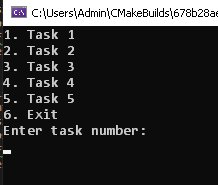 C:\Users\Admin\CMakeBuilds\678b28ae
1. Task 1
2. Task 2
3. Task 3
4. Task 4
5. Task 5
6. Exit
Enter task number: